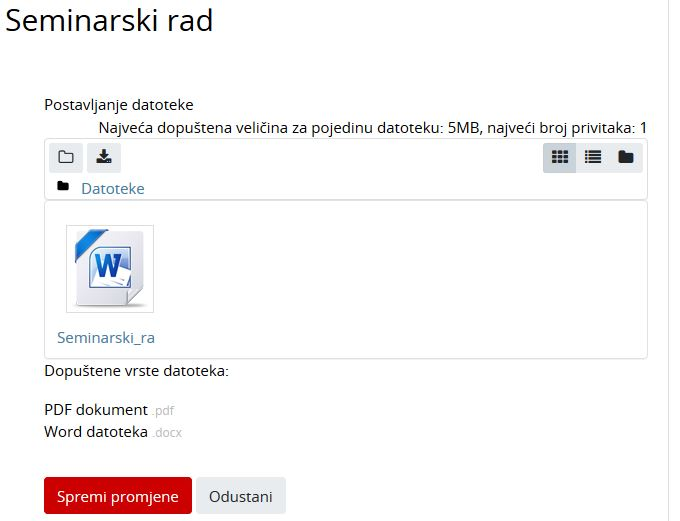 Seminarski rad
Postavljanje datoteke
Najveća dopuštena veličina za pojedinu datoteku: 5MB, najveći broj privitaka: 1
Datoteke
W
Seminarski_ra
Dopuštene vrste datoteka:
PDF dokument .pdf
Word datoteka .docx
Spremi promjene Odustani